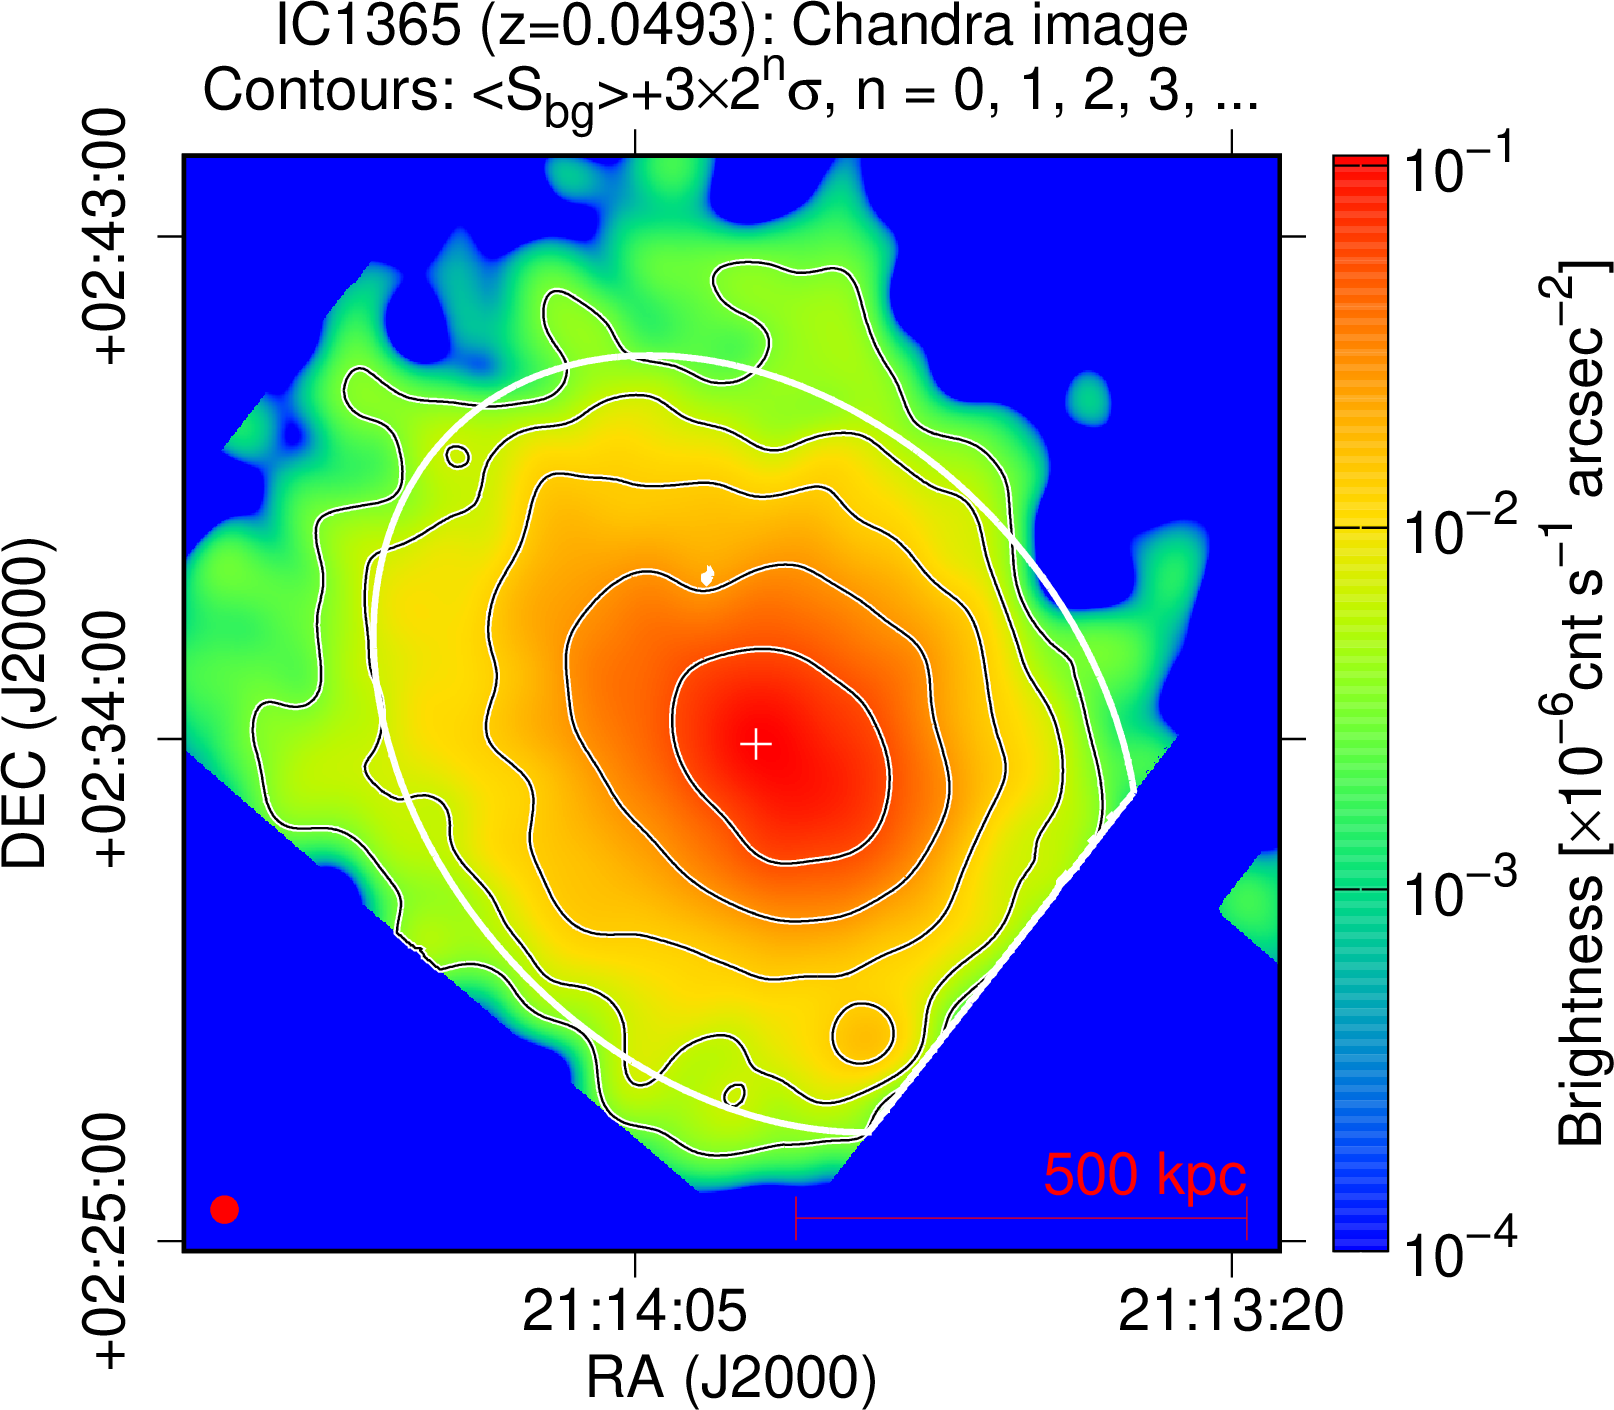 IC1365 (z=0.0493): Chandra image
Contours: <S_bg>+3×2^nσ, n = 0, 1, 2, 3, ...
DEC (J2000)
+02:43:00
+02:34:00
+02:25:00
500 kpc
21:14:05
21:13:20
RA (J2000)
10^−1
10^−2
10^−3
10^−4
Brightness [×10^−6cnt s^−1 arcsec^−2]